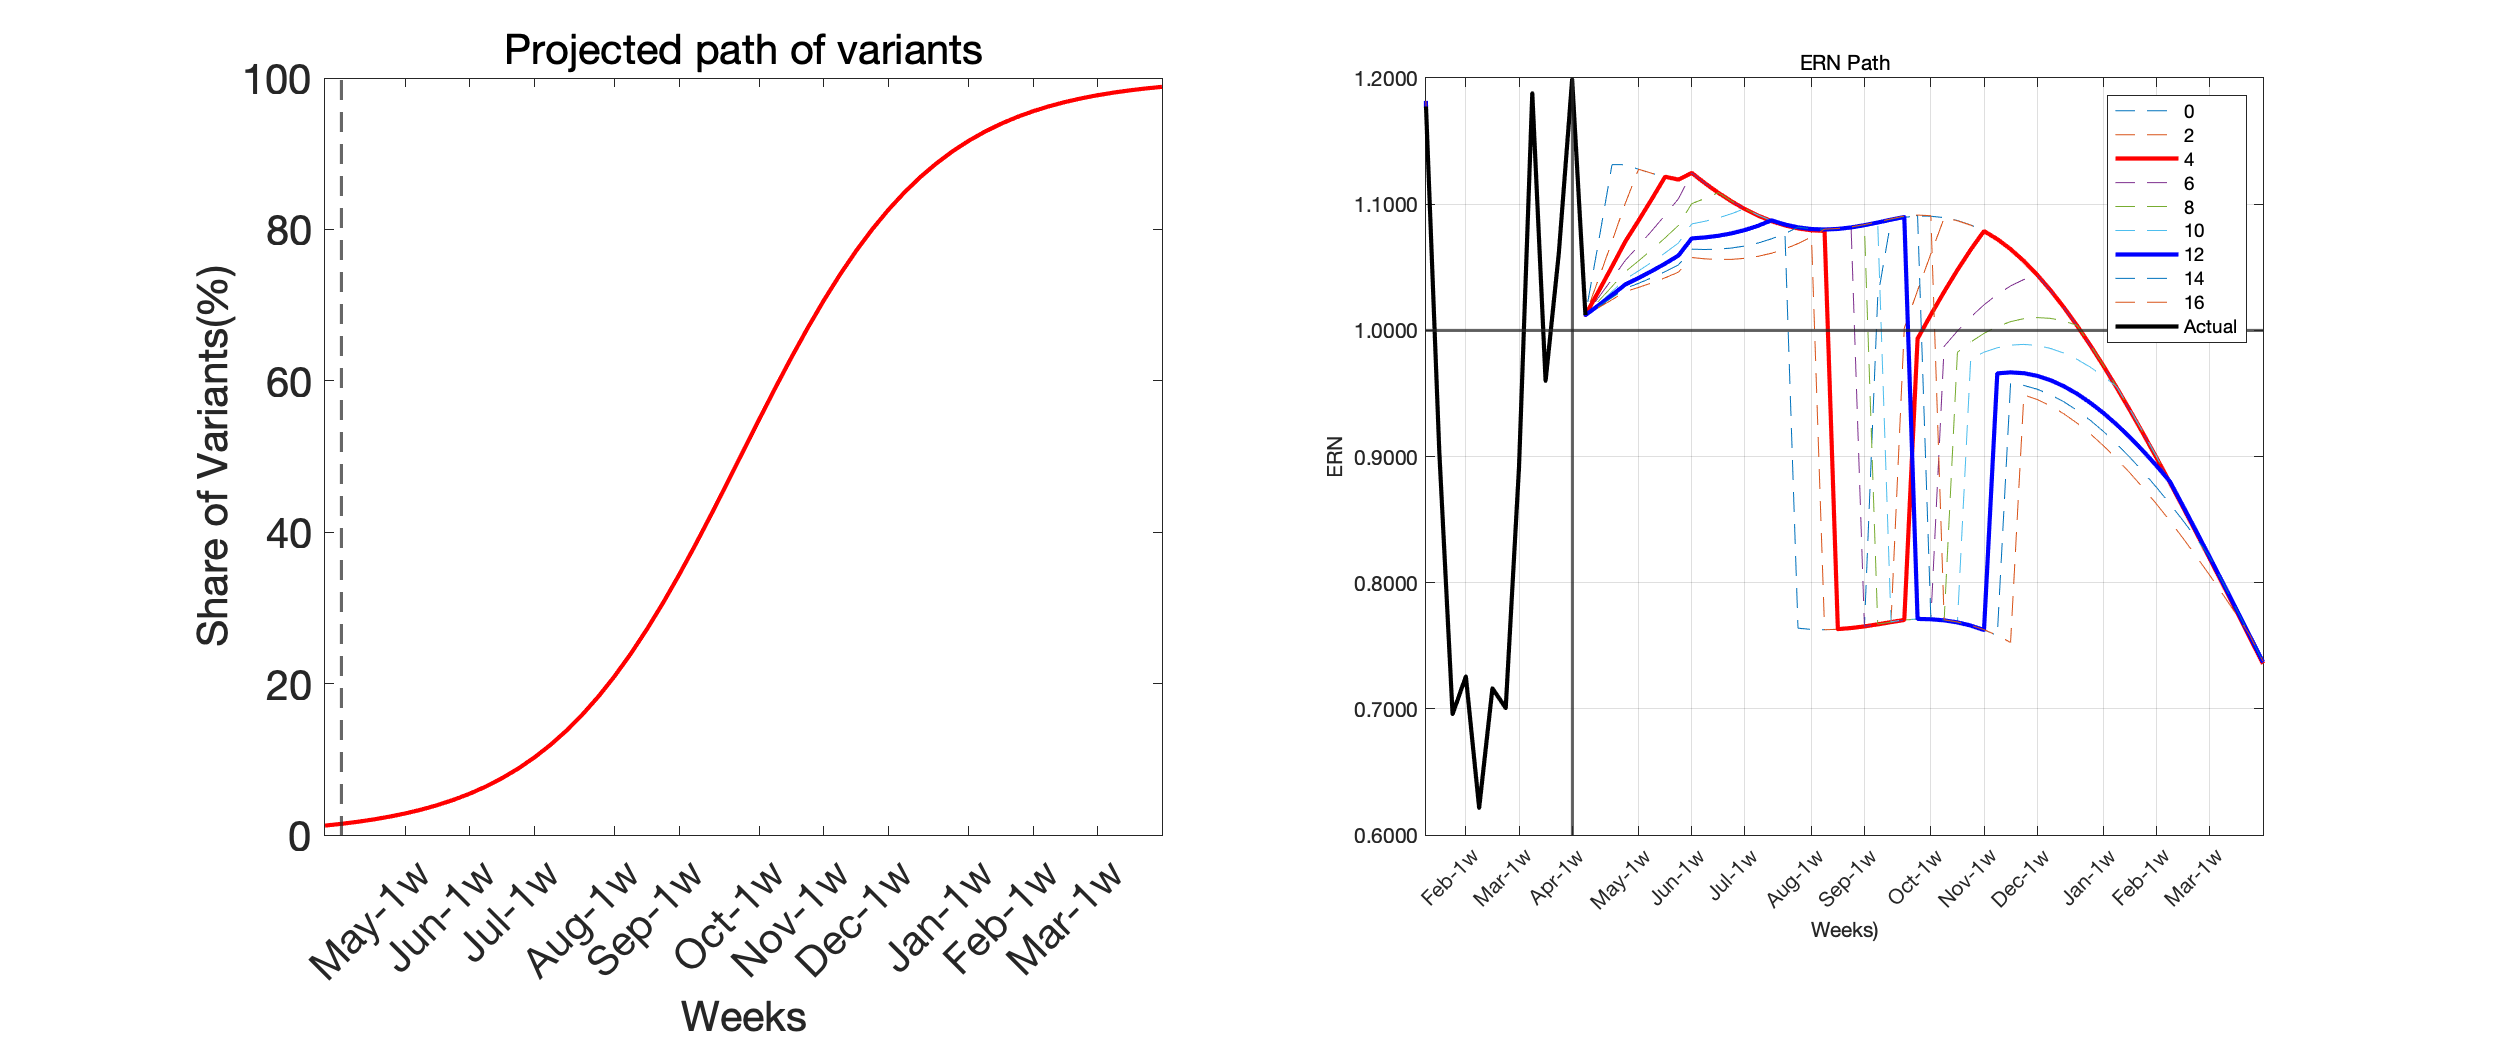 Projected path of variants
Share of Variants(%)
100
80
60
40
20
0
May-1w
Jun-1w
Jul-1w
Aug-1w
Sep-1w
Oct-1w
Nov-1w
Dec-1w
Jan-1w
Feb-1w
Mar-1w
Weeks
ERN Path
ERN
1.2000
1.1000
1.0000
0.9000
0.8000
0.7000
0.6000
0
2
4
6
8
10
12
14
16
Actual
Feb-1w
Mar-1w
Apr-1w
May-1w
Jun-1w
Jul-1w
Aug-1w
Sep-1w
Oct-1w
Nov-1w
Dec-1w
Jan-1w
Feb-1w
Mar-1w
Weeks)